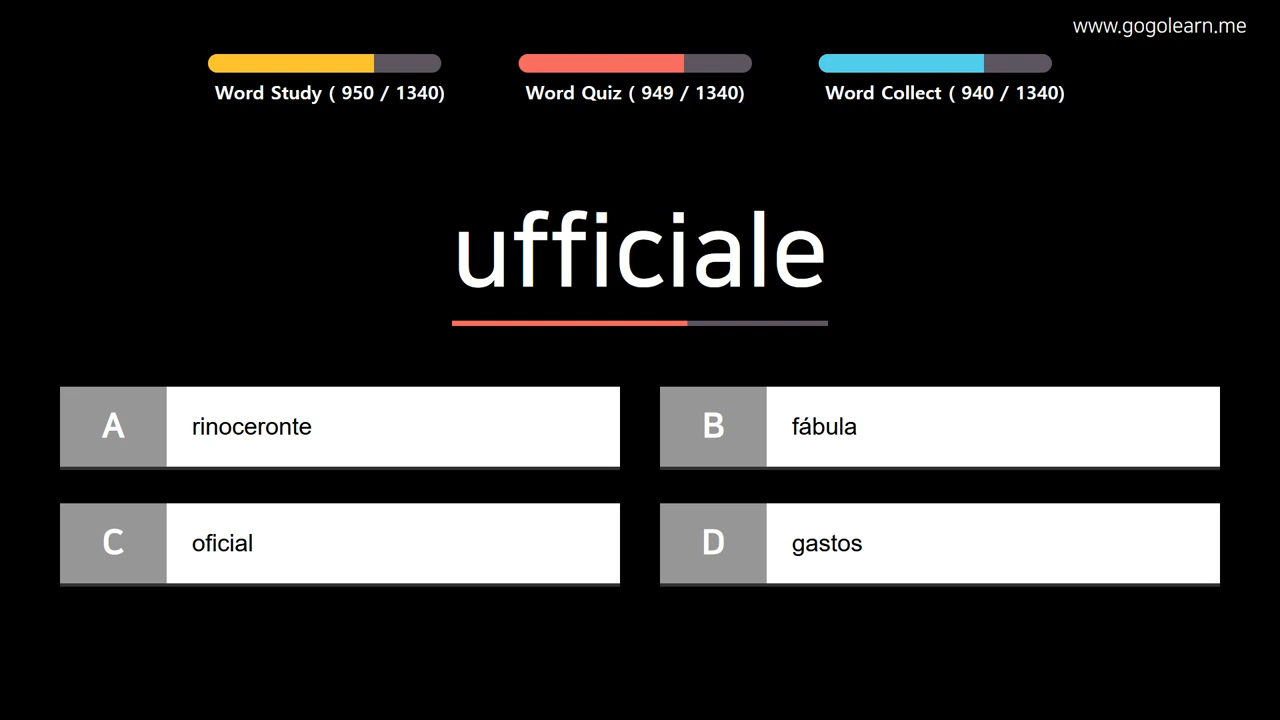 www.gogolearn.me
Word Study ( 950 / 1340)
Word Quiz ( 949 / 1340)
Word Collect ( 940 / 1340)
ufficiale
A rinoceronte
B fábula
C oficial
D gastos